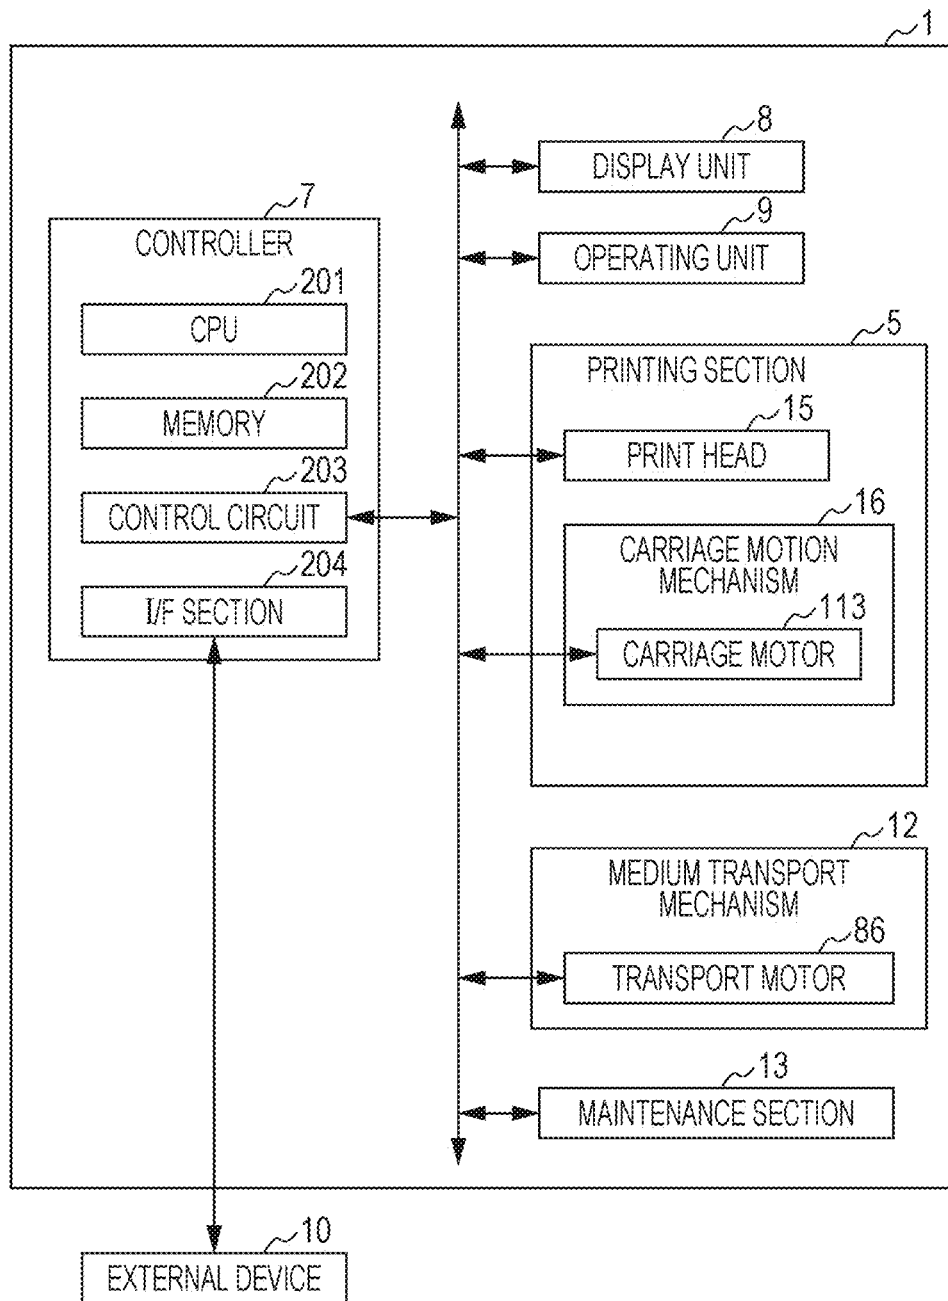 1
8
DISPLAY UNIT
9
OPERATING UNIT
7
CONTROLLER
201
CPU
202
MEMORY
203
CONTROL CIRCUIT
204
I/F SECTION
5
PRINTING SECTION
15
PRINT HEAD
16
CARRIAGE MOTION
MECHANISM
113
CARRIAGE MOTOR
12
MEDIUM TRANSPORT
MECHANISM
86
TRANSPORT MOTOR
13
MAINTENANCE SECTION
10
EXTERNAL DEVICE